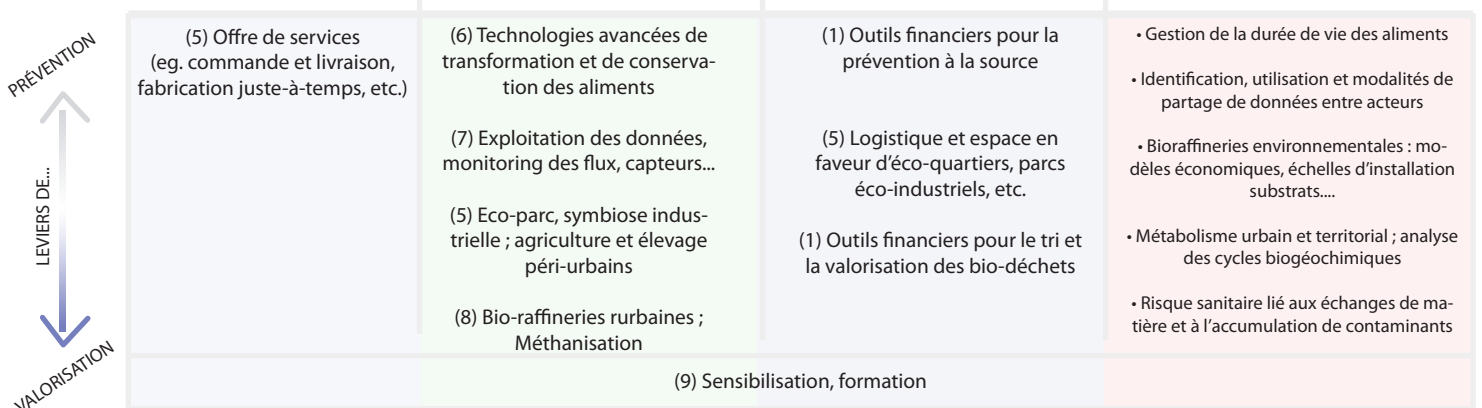 PRÉVENTION
LEVIERS DE...
VALORISATION
(5) Offre de services
(eg. commande et livraison,
fabrication juste-à-temps, etc.)
(6) Technologies avancées de
transformation et de conserva-
tion des aliments
(7) Exploitation des données,
monitoring des flux, capteurs...
(5) Eco-parc, symbiose indus-
trielle ; agriculture et élevage
péri-urbains
(8) Bio-raffineries rurbaines ;
Méthanisation
(1) Outils financiers pour la
prévention à la source
(5) Logistique et espace en
faveur d’éco-quartiers, parcs
éco-industriels, etc.
(1) Outils financiers pour le tri et
la valorisation des bio-déchets
• Gestion de la durée de vie des aliments
• Identification, utilisation et modalités de
partage de données entre acteurs
• Bioraffineries environnementales : mo-
dèles économiques, échelles d’installation
substrats....
• Métabolisme urbain et territorial ; analyse
des cycles biogéochimiques
• Risque sanitaire lié aux échanges de ma-
tière et à l’accumulation de contaminants
(9) Sensibilisation, formation